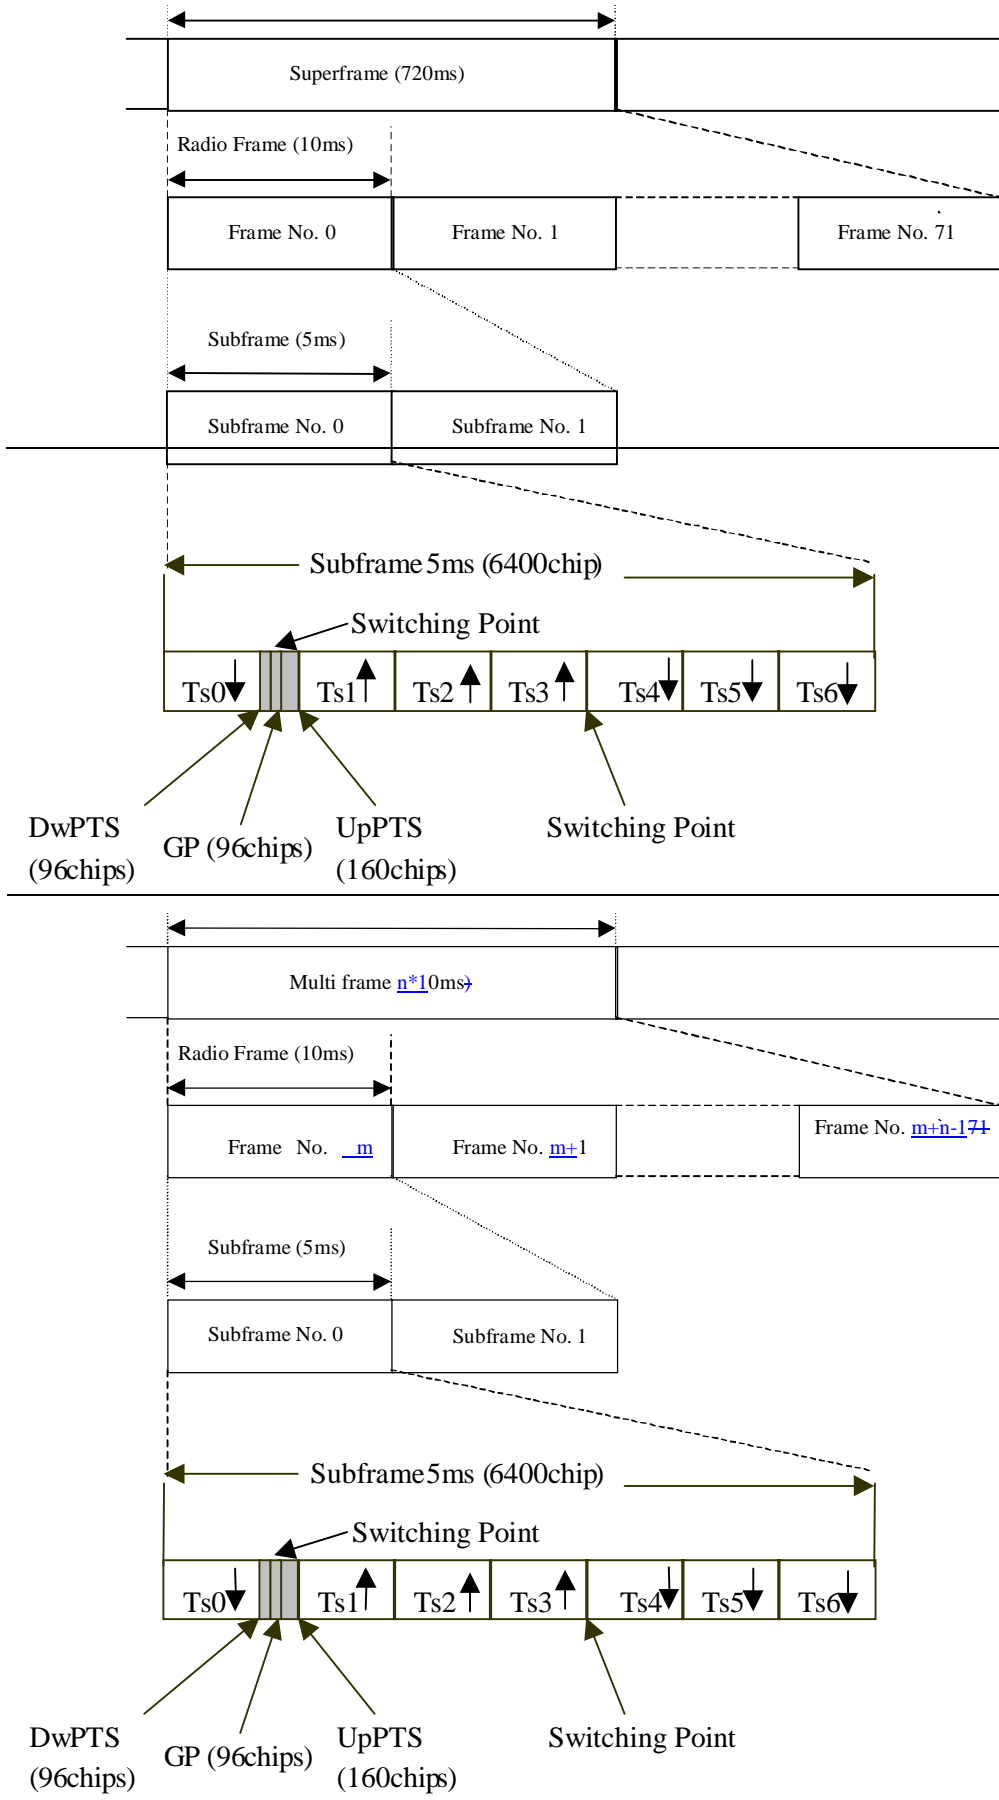 Superframe (720ms)
Radio Frame (10ms)
Frame No. 0 Frame No. 1 Frame No. 71
Subframe (5ms)
Subframe No. 0 Subframe No. 1
Subframe 5ms (6400chip)
Switching Point
Ts0 Ts1 Ts2 Ts3 Ts4 Ts5 Ts6
DwPTS
(96chips)
GP (96chips)
UpPTS
(160chips)
Switching Point
Multi frame n*10ms)
Radio Frame (10ms)
Frame No. m Frame No. m+1 Frame No. m+n-171
Subframe (5ms)
Subframe No. 0 Subframe No. 1
Subframe 5ms (6400chip)
Switching Point
Ts0 Ts1 Ts2 Ts3 Ts4 Ts5 Ts6
DwPTS
(96chips)
GP (96chips)
UpPTS
(160chips)
Switching Point